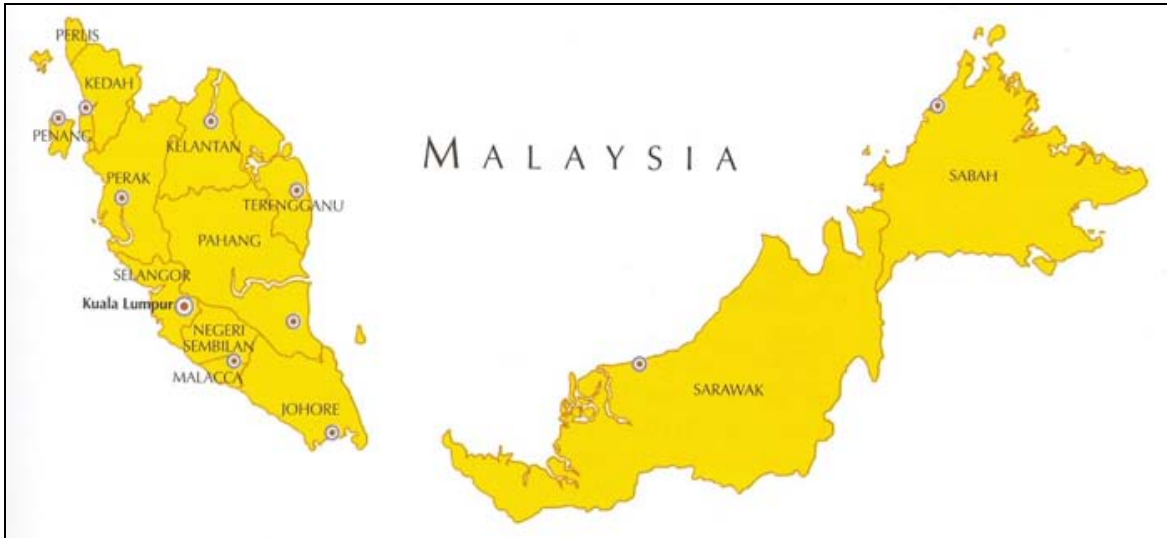 PERLIS
KEDAH
PENANG
KELANTAN
PERAK
TERENGGANU
PAHANG
SELANGOR
Kuala Lumpur
NEGERI
SEMBILAN
MALACCA
JOHORE
MALAYSIA
SABAH
SARAWAK